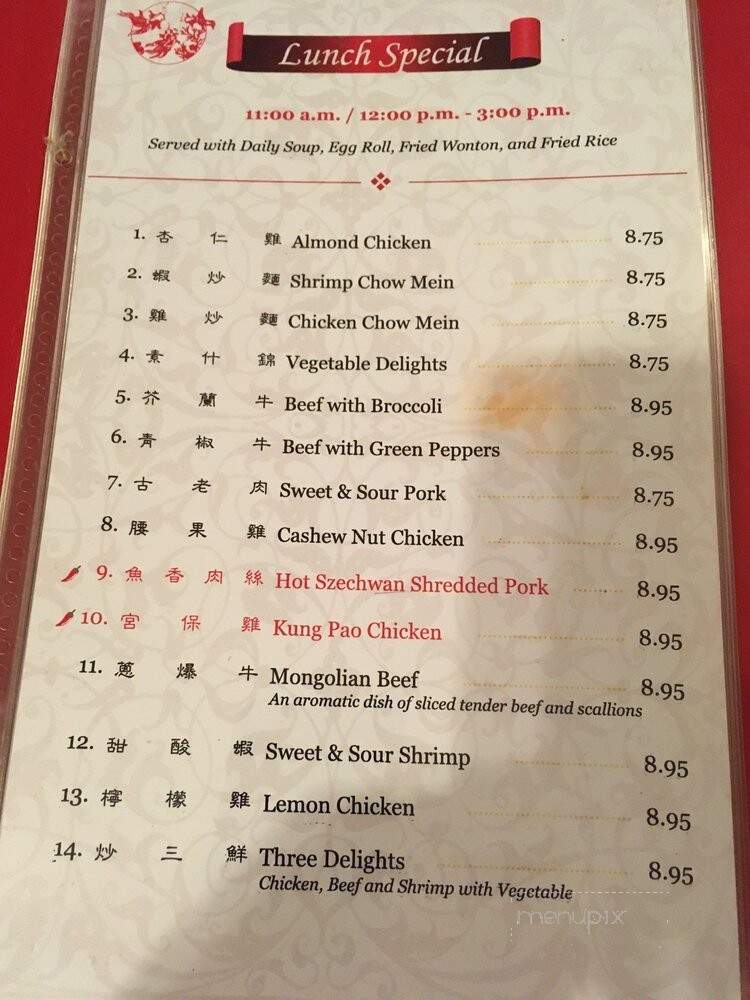 Lunch Special
11:00 a.m. / 12:00 p.m. - 3:00 p.m.
Served with Daily Soup, Egg Roll, Fried Wonton, and Fried Rice
1. 杏仁雞 Almond Chicken 8.75
2. 蝦炒麵 Shrimp Chow Mein 8.75
3. 雞炒麵 Chicken Chow Mein 8.75
4. 素什錦 Vegetable Delights 8.75
5. 芥蘭牛 Beef with Broccoli 8.95
6. 青椒牛 Beef with Green Peppers 8.95
7. 古老肉 Sweet & Sour Pork 8.75
8. 腰果雞 Cashew Nut Chicken 8.95
9. 魚香肉絲 Hot Szechwan Shredded Pork 8.95
10. 宮保雞 Kung Pao Chicken 8.95
11. 蔥爆牛 Mongolian Beef 8.95
An aromatic dish of sliced tender beef and scallions
12. 甜酸蝦 Sweet & Sour Shrimp 8.95
13. 檸檬雞 Lemon Chicken 8.95
14. 炒三鮮 Three Delights 8.95
Chicken, Beef and Shrimp with Vegetable
menupix